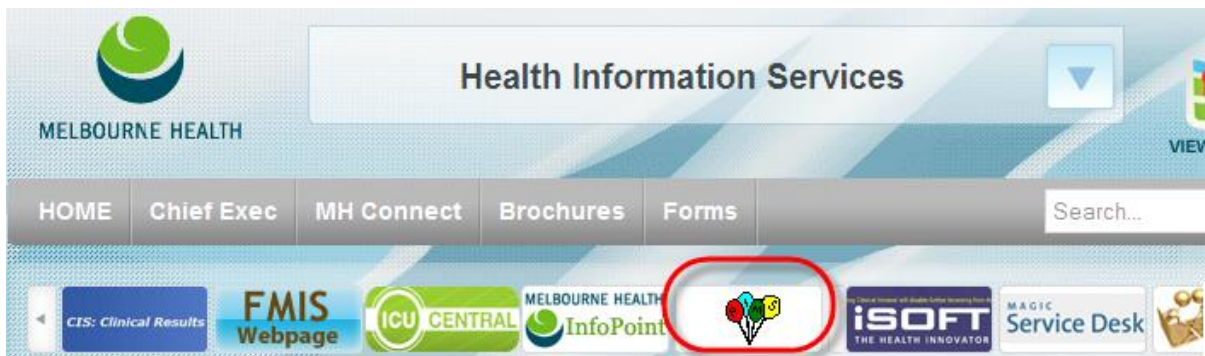 Health Information Services
MELBOURNE HEALTH
VIEW
HOME Chief Exec MH Connect Brochures Forms Search...
CIS: Clinical Results
FMIS
Webpage
ICU CENTRAL
MELBOURNE HEALTH
InfoPoint
iSOFT
THE HEALTH INNOVATOR
MAGIC
Service Desk